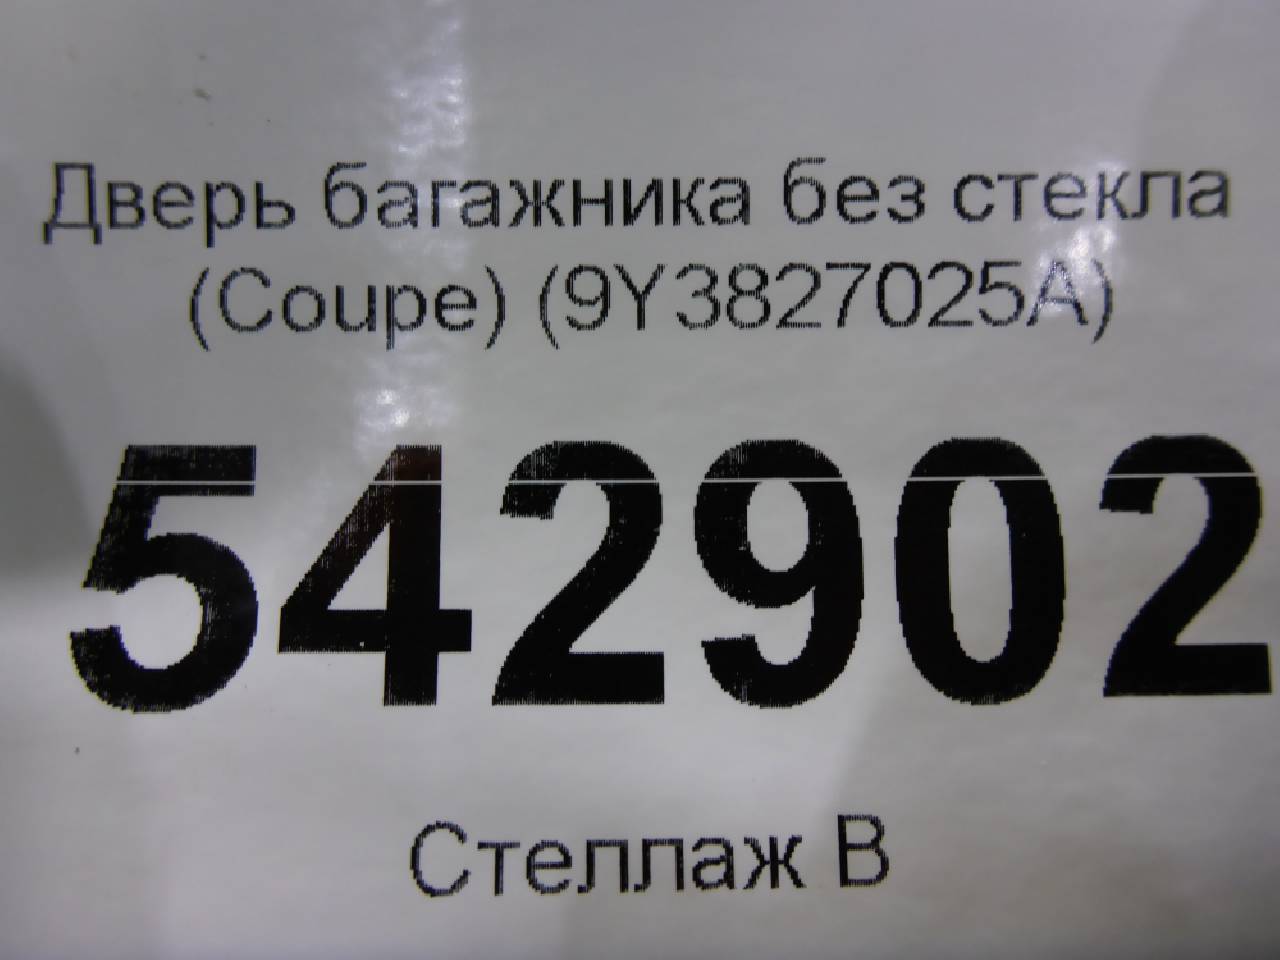 Дверь багажника без стекла
(Coupe) (9Y3827025A)
542902
Стеллаж В